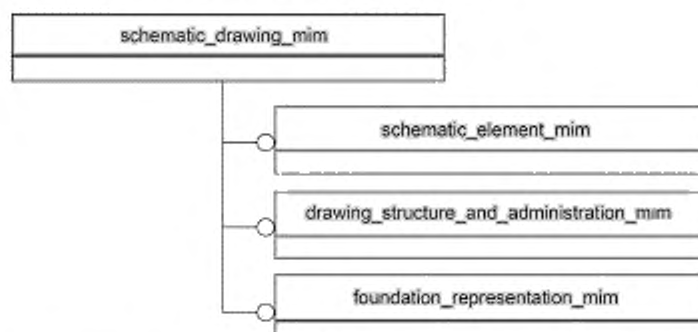 schematic_drawing_mim
schematic_element_mim
drawing_structure_and_administration_mim
foundation_representation_mim